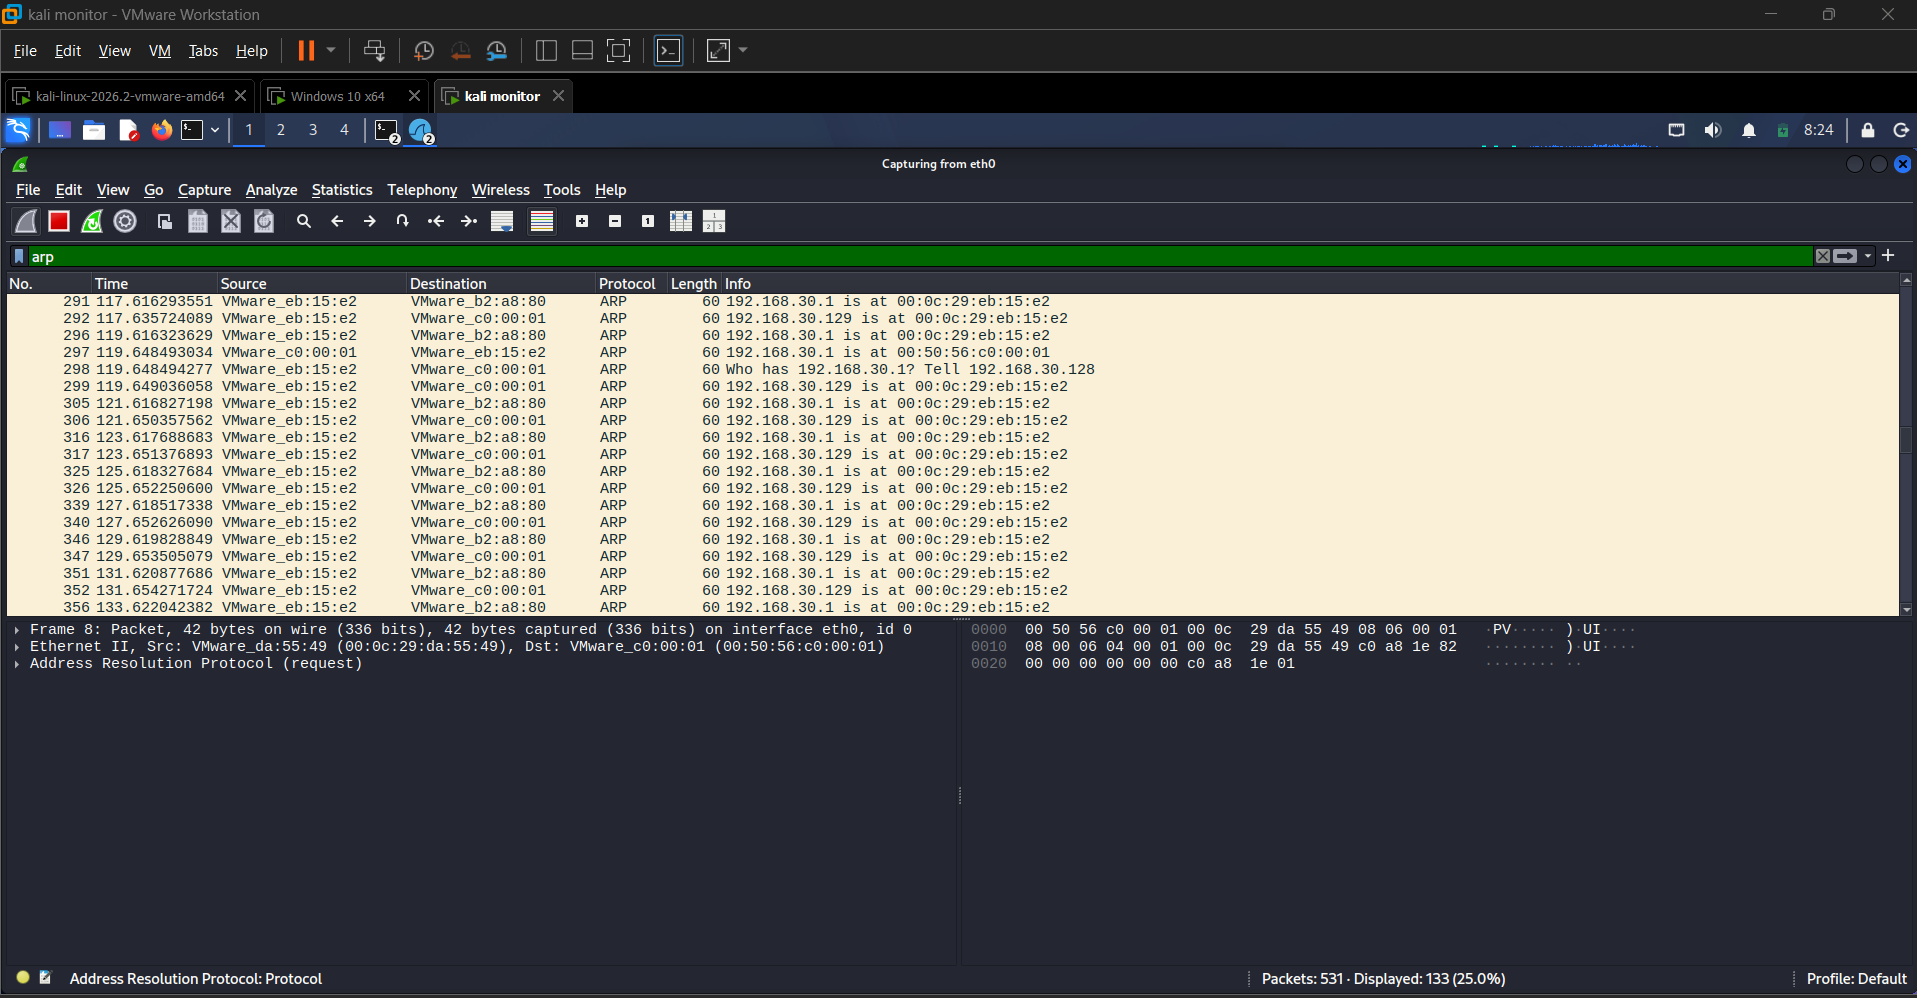 kali monitor - VMware Workstation
File Edit View VM Tabs Help
kali-linux-2026.2-vmware-amd64 Windows 10 x64 kali monitor
1 2 3 4 2 2 8:24
Capturing from eth0
File Edit View Go Capture Analyze Statistics Telephony Wireless Tools Help
arp
No. Time Source Destination Protocol Length Info
291 117.616293551 VMware_eb:15:e2 VMware_b2:a8:80 ARP 60 192.168.30.1 is at 00:0c:29:eb:15:e2
292 117.635724089 VMware_eb:15:e2 VMware_c0:00:01 ARP 60 192.168.30.129 is at 00:0c:29:eb:15:e2
296 119.616323629 VMware_eb:15:e2 VMware_b2:a8:80 ARP 60 192.168.30.1 is at 00:0c:29:eb:15:e2
297 119.648493034 VMware_c0:00:01 VMware_eb:15:e2 ARP 60 192.168.30.1 is at 00:50:56:c0:00:01
298 119.648494277 VMware_eb:15:e2 VMware_c0:00:01 ARP 60 Who has 192.168.30.1? Tell 192.168.30.128
299 119.649036058 VMware_eb:15:e2 VMware_c0:00:01 ARP 60 192.168.30.129 is at 00:0c:29:eb:15:e2
305 121.616827198 VMware_eb:15:e2 VMware_b2:a8:80 ARP 60 192.168.30.1 is at 00:0c:29:eb:15:e2
306 121.650357562 VMware_eb:15:e2 VMware_c0:00:01 ARP 60 192.168.30.129 is at 00:0c:29:eb:15:e2
316 123.617688683 VMware_eb:15:e2 VMware_b2:a8:80 ARP 60 192.168.30.1 is at 00:0c:29:eb:15:e2
317 123.651376893 VMware_eb:15:e2 VMware_c0:00:01 ARP 60 192.168.30.129 is at 00:0c:29:eb:15:e2
325 125.618327684 VMware_eb:15:e2 VMware_b2:a8:80 ARP 60 192.168.30.1 is at 00:0c:29:eb:15:e2
326 125.652250600 VMware_eb:15:e2 VMware_c0:00:01 ARP 60 192.168.30.129 is at 00:0c:29:eb:15:e2
339 127.618517338 VMware_eb:15:e2 VMware_b2:a8:80 ARP 60 192.168.30.1 is at 00:0c:29:eb:15:e2
340 127.652626090 VMware_eb:15:e2 VMware_c0:00:01 ARP 60 192.168.30.129 is at 00:0c:29:eb:15:e2
346 129.619828849 VMware_eb:15:e2 VMware_b2:a8:80 ARP 60 192.168.30.1 is at 00:0c:29:eb:15:e2
347 129.653505079 VMware_eb:15:e2 VMware_c0:00:01 ARP 60 192.168.30.129 is at 00:0c:29:eb:15:e2
351 131.620877686 VMware_eb:15:e2 VMware_b2:a8:80 ARP 60 192.168.30.1 is at 00:0c:29:eb:15:e2
352 131.654271724 VMware_eb:15:e2 VMware_c0:00:01 ARP 60 192.168.30.129 is at 00:0c:29:eb:15:e2
356 133.622042382 VMware_eb:15:e2 VMware_b2:a8:80 ARP 60 192.168.30.1 is at 00:0c:29:eb:15:e2
Frame 8: Packet, 42 bytes on wire (336 bits), 42 bytes captured (336 bits) on interface eth0, id 0
Ethernet II, Src: VMware_da:55:49 (00:0c:29:da:55:49), Dst: VMware_c0:00:01 (00:50:56:c0:00:01)
Address Resolution Protocol (request)
0000 00 50 56 c0 00 01 00 0c 29 da 55 49 08 06 00 01 ·PV····· )·UI····
0010 08 00 06 04 00 01 00 0c 29 da 55 49 c0 a8 1e 82 ········ )·UI····
0020 00 00 00 00 00 00 c0 a8 1e 01 ········ ··
Address Resolution Protocol: Protocol
Packets: 531 · Displayed: 133 (25.0%)
Profile: Default